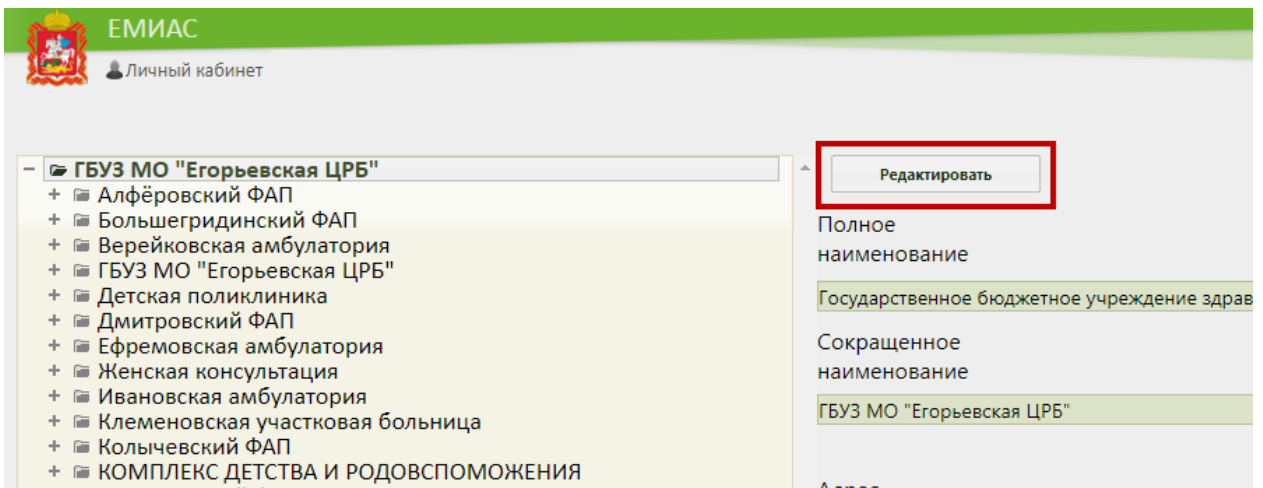 ЕМИАС
Личный кабинет
ГБУЗ МО "Егорьевская ЦРБ"
Алфёровский ФАП
Большегридинский ФАП
Верейковская амбулатория
ГБУЗ МО "Егорьевская ЦРБ"
Детская поликлиника
Дмитровский ФАП
Ефремовская амбулатория
Женская консультация
Ивановская амбулатория
Клеменовская участковая больница
Колычевский ФАП
КОМПЛЕКС ДЕТСТВА И РОДОВСПОМОЖЕНИЯ
Редактировать
Полное
наименование
Государственное бюджетное учреждение здрав
Сокращенное
наименование
ГБУЗ МО "Егорьевская ЦРБ"